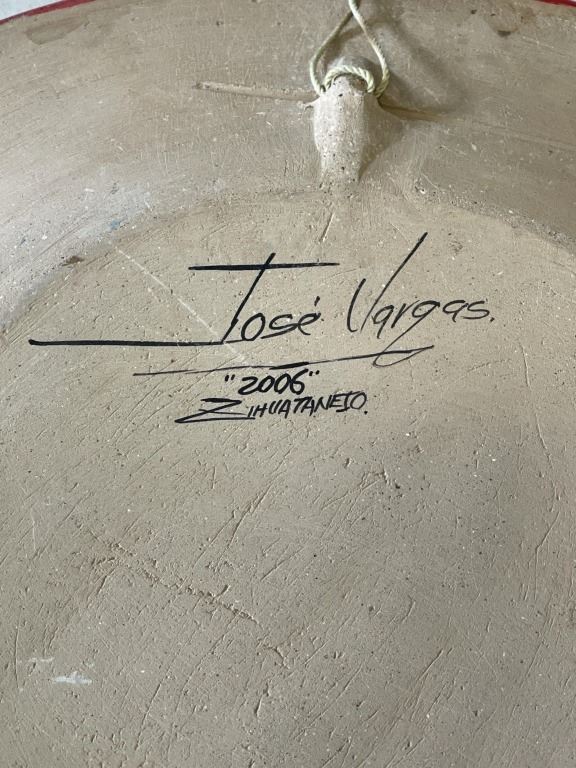 José Vargas.
"2006"
ZIHUATANEJO.